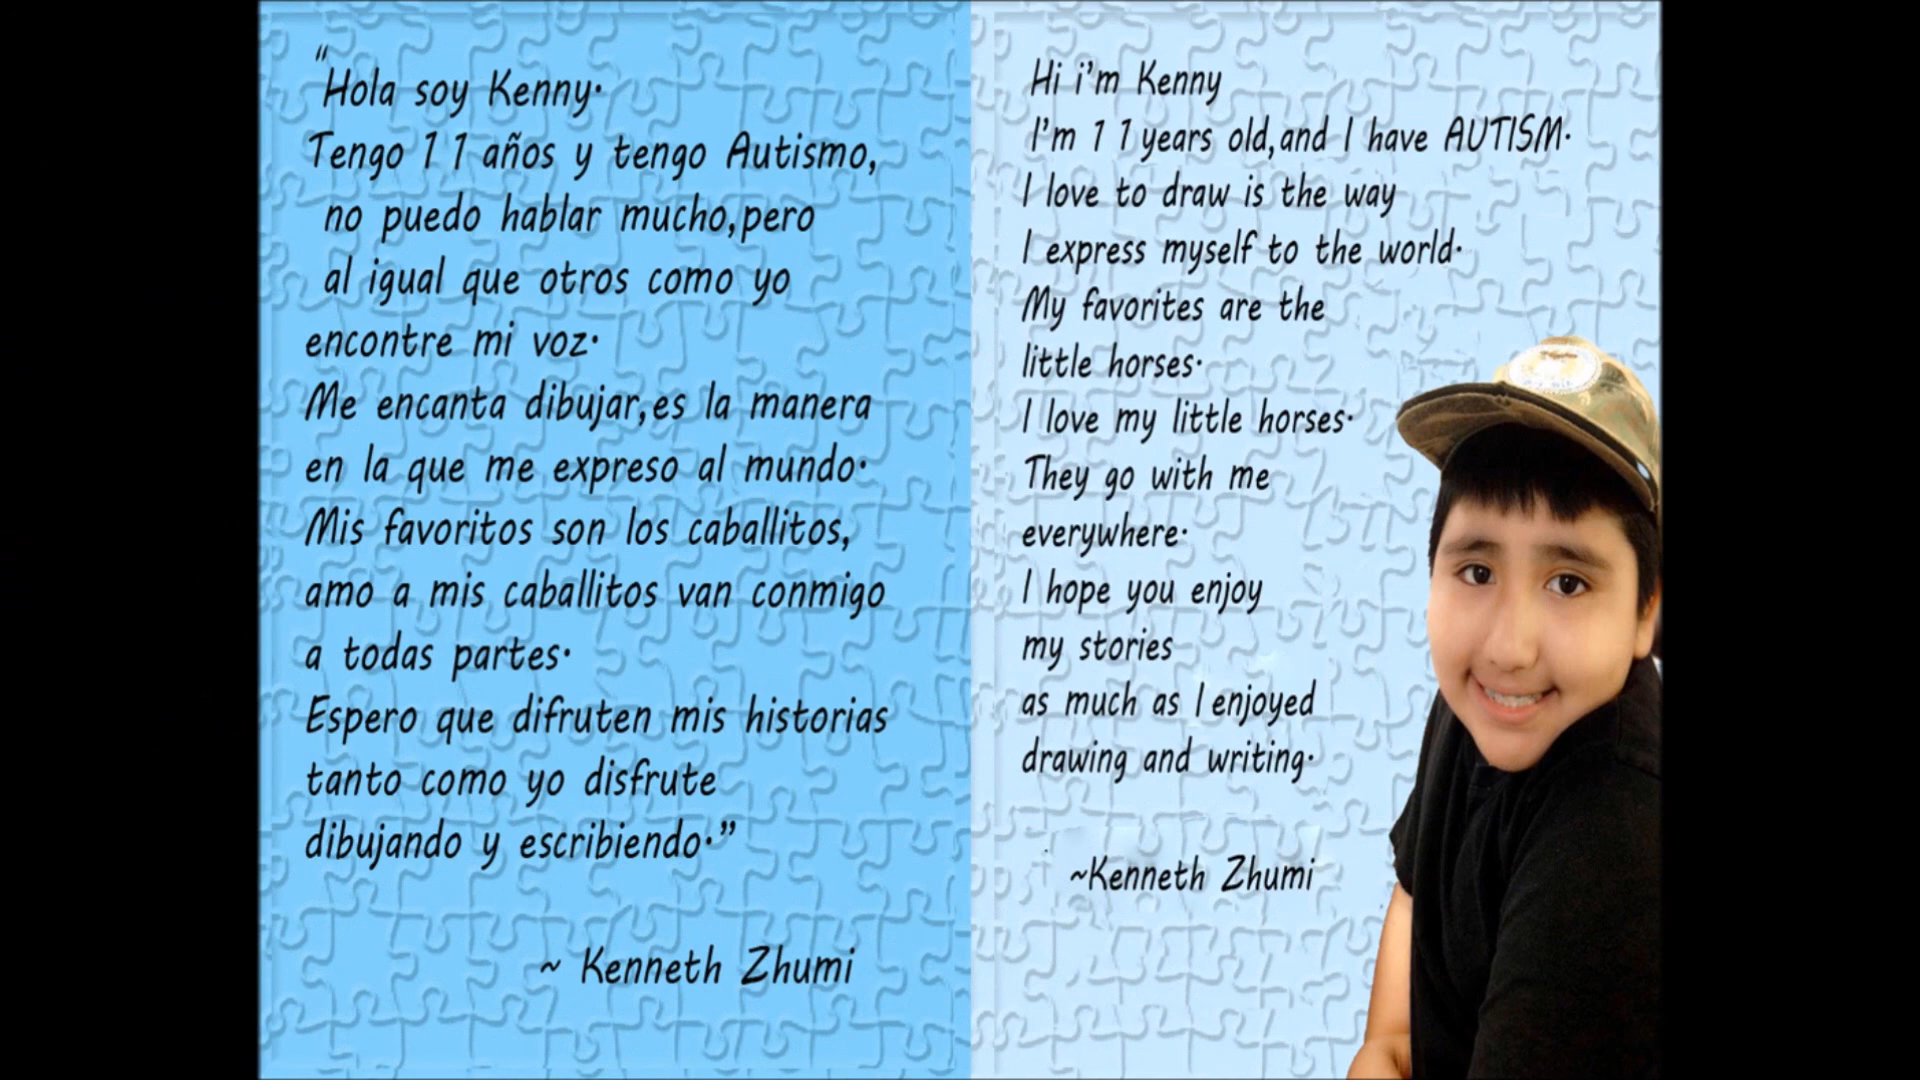 "Hola soy Kenny.
Tengo 11 años y tengo Autismo,
no puedo hablar mucho,pero
al igual que otros como yo
encontre mi voz.
Me encanta dibujar,es la manera
en la que me expreso al mundo.
Mis favoritos son los caballitos,
amo a mis caballitos van conmigo
a todas partes.
Espero que difruten mis historias
tanto como yo disfrute
dibujando y escribiendo."
~ Kenneth Zhumi
Hi i'm Kenny
I'm 11 years old,and I have AUTISM.
I love to draw is the way
I express myself to the world.
My favorites are the
little horses.
I love my little horses.
They go with me
everywhere.
I hope you enjoy
my stories
as much as I enjoyed
drawing and writing.
~Kenneth Zhumi